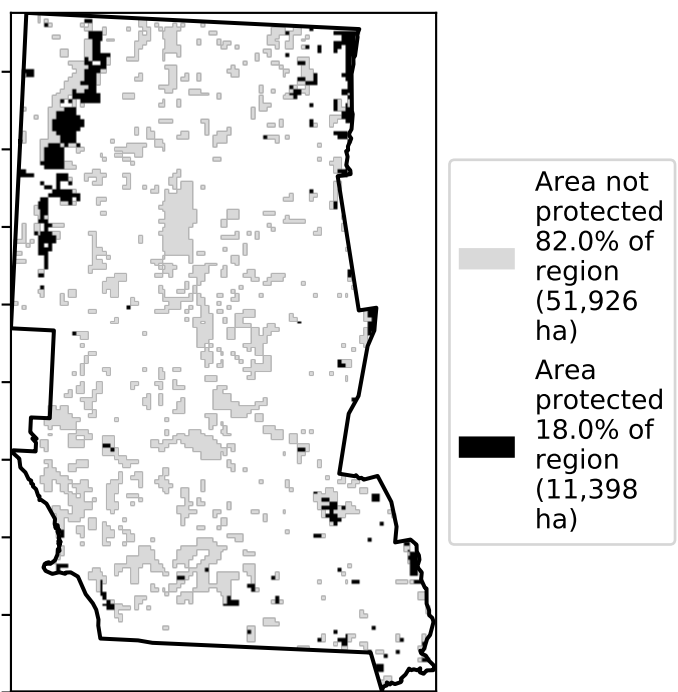 Area not
protected
82.0% of
region
(51,926
ha)
Area
protected
18.0% of
region
(11,398
ha)